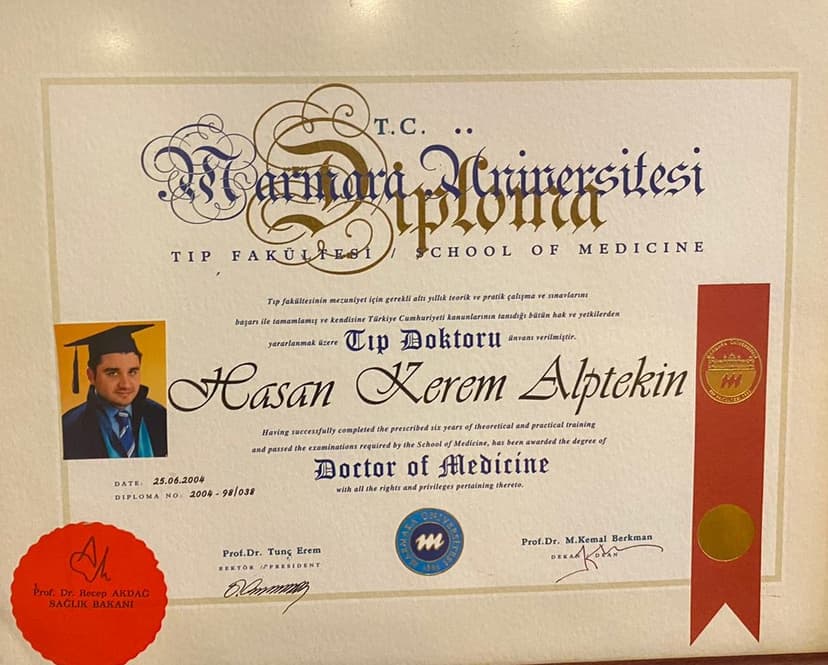 T.C.
Marmara Üniversitesi
Diploma
TIP FAKÜLTESİ / SCHOOL OF MEDICINE
Tıp fakültesinin mezuniyet için gerekli altı yıllık teorik ve pratik çalışma ve sınavlarını
başarı ile tamamlamış ve kendisine Türkiye Cumhuriyeti kanunlarının tanıdığı bütün hak ve yetkilerden
yararlanmak üzere Tıp Doktoru ünvanı verilmiştir.
Hasan Kerem Alptekin
Having successfully completed the prescribed six years of theoretical and practical training
and passed the examinations required by the School of Medicine, has been awarded the degree of
Doctor of Medicine
with all the rights and privileges pertaining thereto.
DATE: 25.06.2004
DIPLOMA NO: 2004 - 98/038
Prof.Dr. Tunç Erem
REKTÖR / PRESIDENT
Prof.Dr. M.Kemal Berkman
DEKAN / DEAN
MARMARA ÜNİVERSİTESİ
Prof. Dr. Recep AKDAĞ
SAĞLIK BAKANI